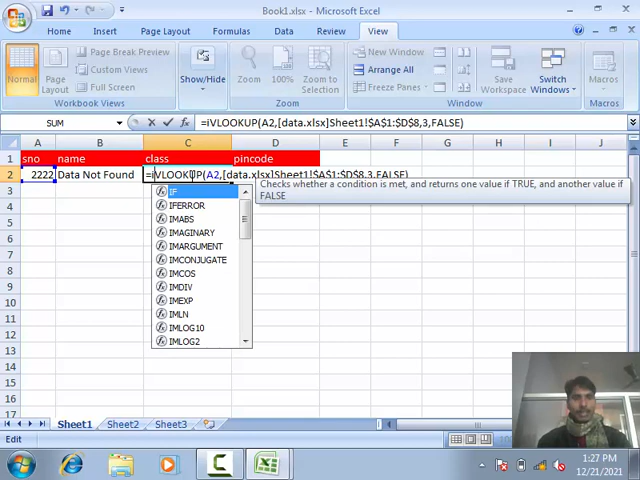 Book1.xlsx - Microsoft Excel
Home Insert Page Layout Formulas Data Review View
Normal Page Layout Page Break Preview Custom Views Full Screen Show/Hide Zoom 100% Zoom to Selection New Window Arrange All Freeze Panes Save Workspace Switch Windows Macros
Workbook Views Zoom Window Macros
SUM =iVLOOKUP(A2,[data.xlsx]Sheet1!$A$1:$D$8,3,FALSE)
A B C D E F G H I J
1 sno name class pincode
2 2222 Data Not Found =iVLOOKUP(A2,[data.xlsx]Sheet1!$A$1:$D$8,3,FALSE)
3 IF Checks whether a condition is met, and returns one value if TRUE, and another value if
FALSE
4 IFERROR
5 IMABS
IMAGINARY
6 IMARGUMENT
7 IMCONJUGATE
8 IMCOS
9 IMDIV
10 IMEXP
11 IMLN
12 IMLOG10
13 IMLOG2
14
15
16
17
Sheet1 Sheet2 Sheet3
Edit
1:27 PM
12/21/2021